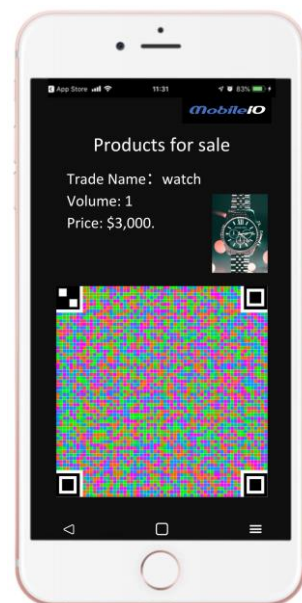 App Store 11:31 83%
MobileiO
Products for sale
Trade Name：watch
Volume: 1
Price: $3,000.